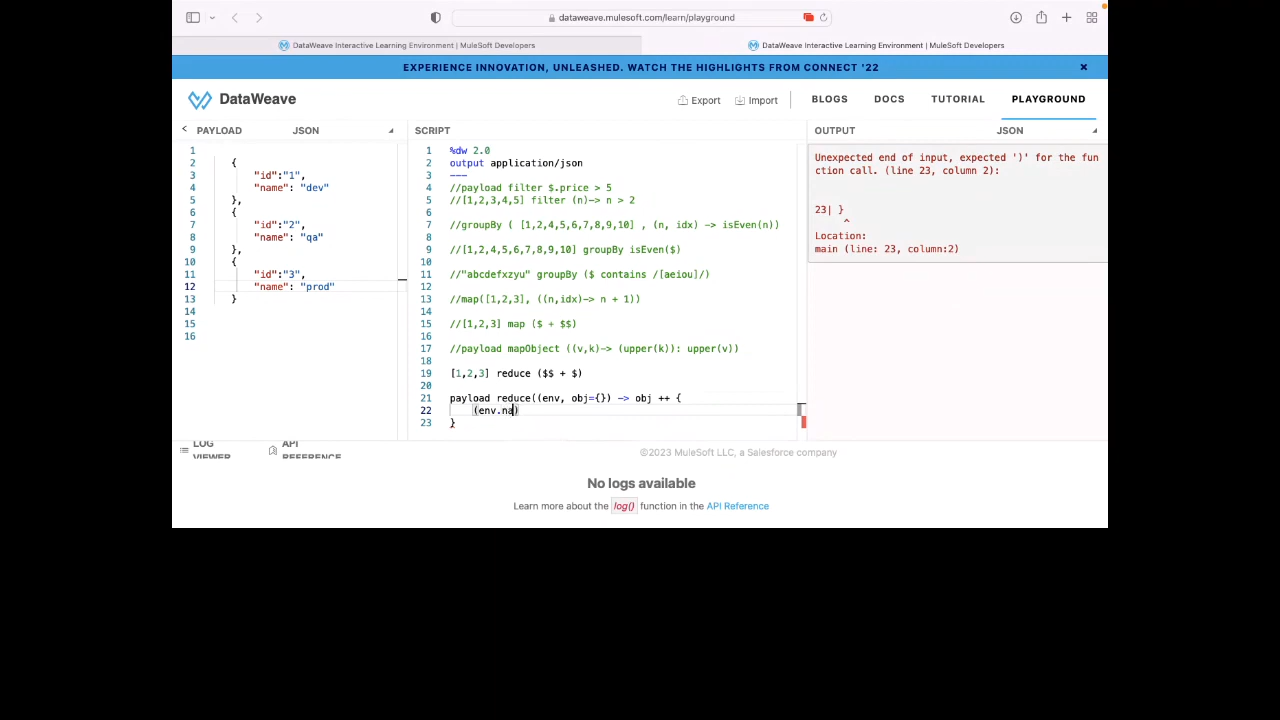 dataweave.mulesoft.com/learn/playground
DataWeave Interactive Learning Environment | MuleSoft Developers
DataWeave Interactive Learning Environment | MuleSoft Developers
EXPERIENCE INNOVATION, UNLEASHED. WATCH THE HIGHLIGHTS FROM CONNECT '22 ×
DataWeave
Export Import BLOGS DOCS TUTORIAL PLAYGROUND
< PAYLOAD JSON
1
2 {
3 "id":"1",
4 "name": "dev"
5 },
6 {
7 "id":"2",
8 "name": "qa"
9 },
10 {
11 "id":"3",
12 "name": "prod"
13 }
14
15
16
SCRIPT
1 %dw 2.0
2 output application/json
3 ---
4 //payload filter $.price > 5
5 //[1,2,3,4,5] filter (n)-> n > 2
6
7 //groupBy ( [1,2,4,5,6,7,8,9,10] , (n, idx) -> isEven(n))
8
9 //[1,2,4,5,6,7,8,9,10] groupBy isEven($)
10
11 //"abcdefxzyu" groupBy ($ contains /[aeiou]/)
12
13 //map([1,2,3], ((n,idx)-> n + 1))
14
15 //[1,2,3] map ($ + $$)
16
17 //payload mapObject ((v,k)-> (upper(k)): upper(v))
18
19 [1,2,3] reduce ($$ + $)
20
21 payload reduce((env, obj={}) -> obj ++ {
22 (env.na)
23 }
OUTPUT JSON
Unexpected end of input, expected ')' for the fun
ction call. (line 23, column 2):
23| }
^
Location:
main (line: 23, column:2)
LOG
VIEWER
API
REFERENCE
©2023 MuleSoft LLC, a Salesforce company
No logs available
Learn more about the log() function in the API Reference